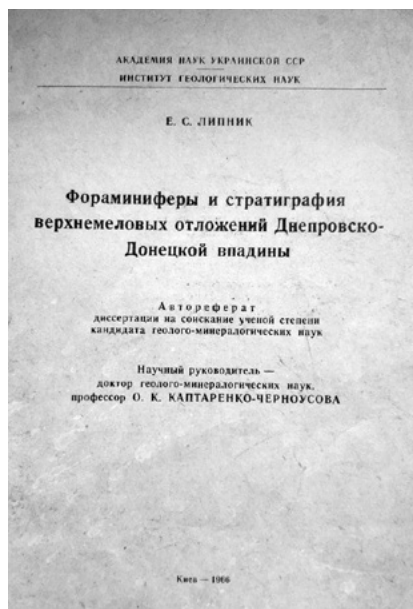 АКАДЕМИЯ НАУК УКРАИНСКОЙ ССР
ИНСТИТУТ ГЕОЛОГИЧЕСКИХ НАУК
Е. С. ЛИПНИК
Фораминиферы и стратиграфия
верхнемеловых отложений Днепровско-
Донецкой впадины
Автореферат
диссертации на соискание ученой степени
кандидата геолого-минералогических наук
Научный руководитель —
доктор геолого-минералогических наук,
профессор О. К. КАПТАРЕНКО-ЧЕРНОУСОВА
Киев — 1966